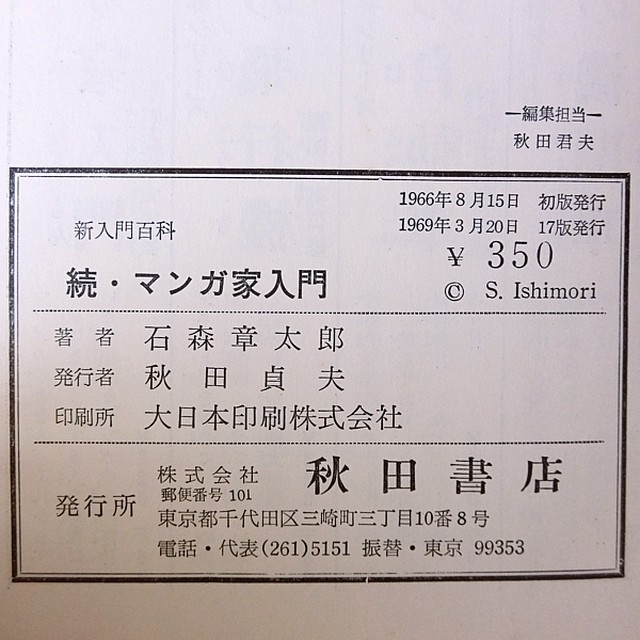 ―編集担当―
秋田君夫
1966年8月15日 初版発行
1969年3月20日 17版発行
新入門百科
¥ 350
続・マンガ家入門
© S. Ishimori
著者 石森章太郎
発行者 秋田貞夫
印刷所 大日本印刷株式会社
発行所
株式会社 秋田書店
郵便番号 101
東京都千代田区三崎町三丁目10番8号
電話・代表(261)5151 振替・東京 99353